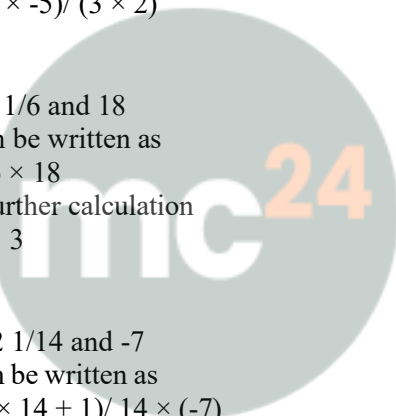 × -5)/ (3 × 2)
1/6 and 18
be written as
× 18
urther calculation
3
mc24
1/14 and -7
be written as
× 14 + 1)/ 14 × (-7)